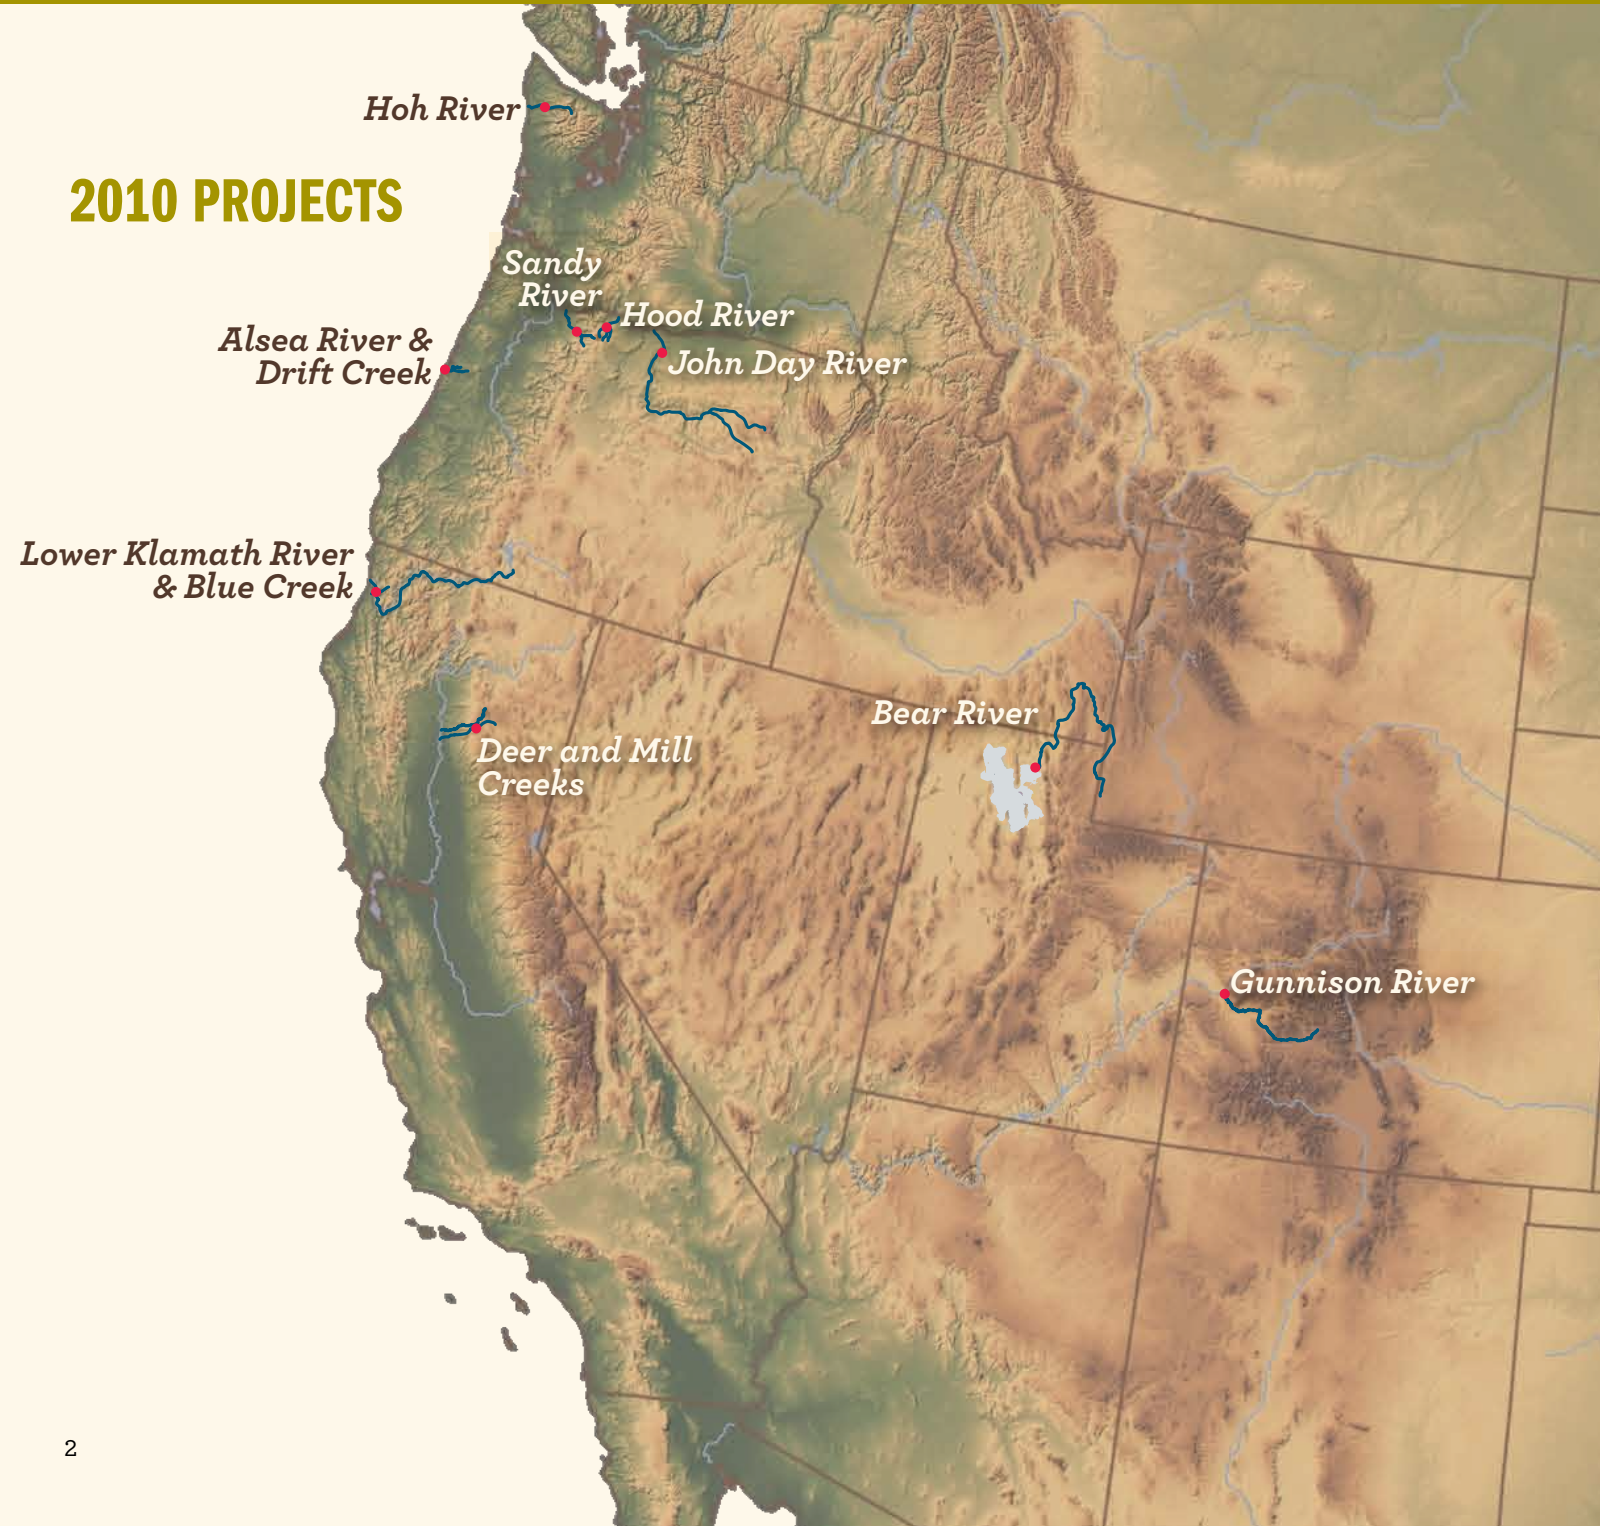 Hoh River
2010 PROJECTS
Sandy
River
Hood River
Alsea River &
Drift Creek
John Day River
Lower Klamath River
& Blue Creek
Bear River
Deer and Mill
Creeks
Gunnison River
2